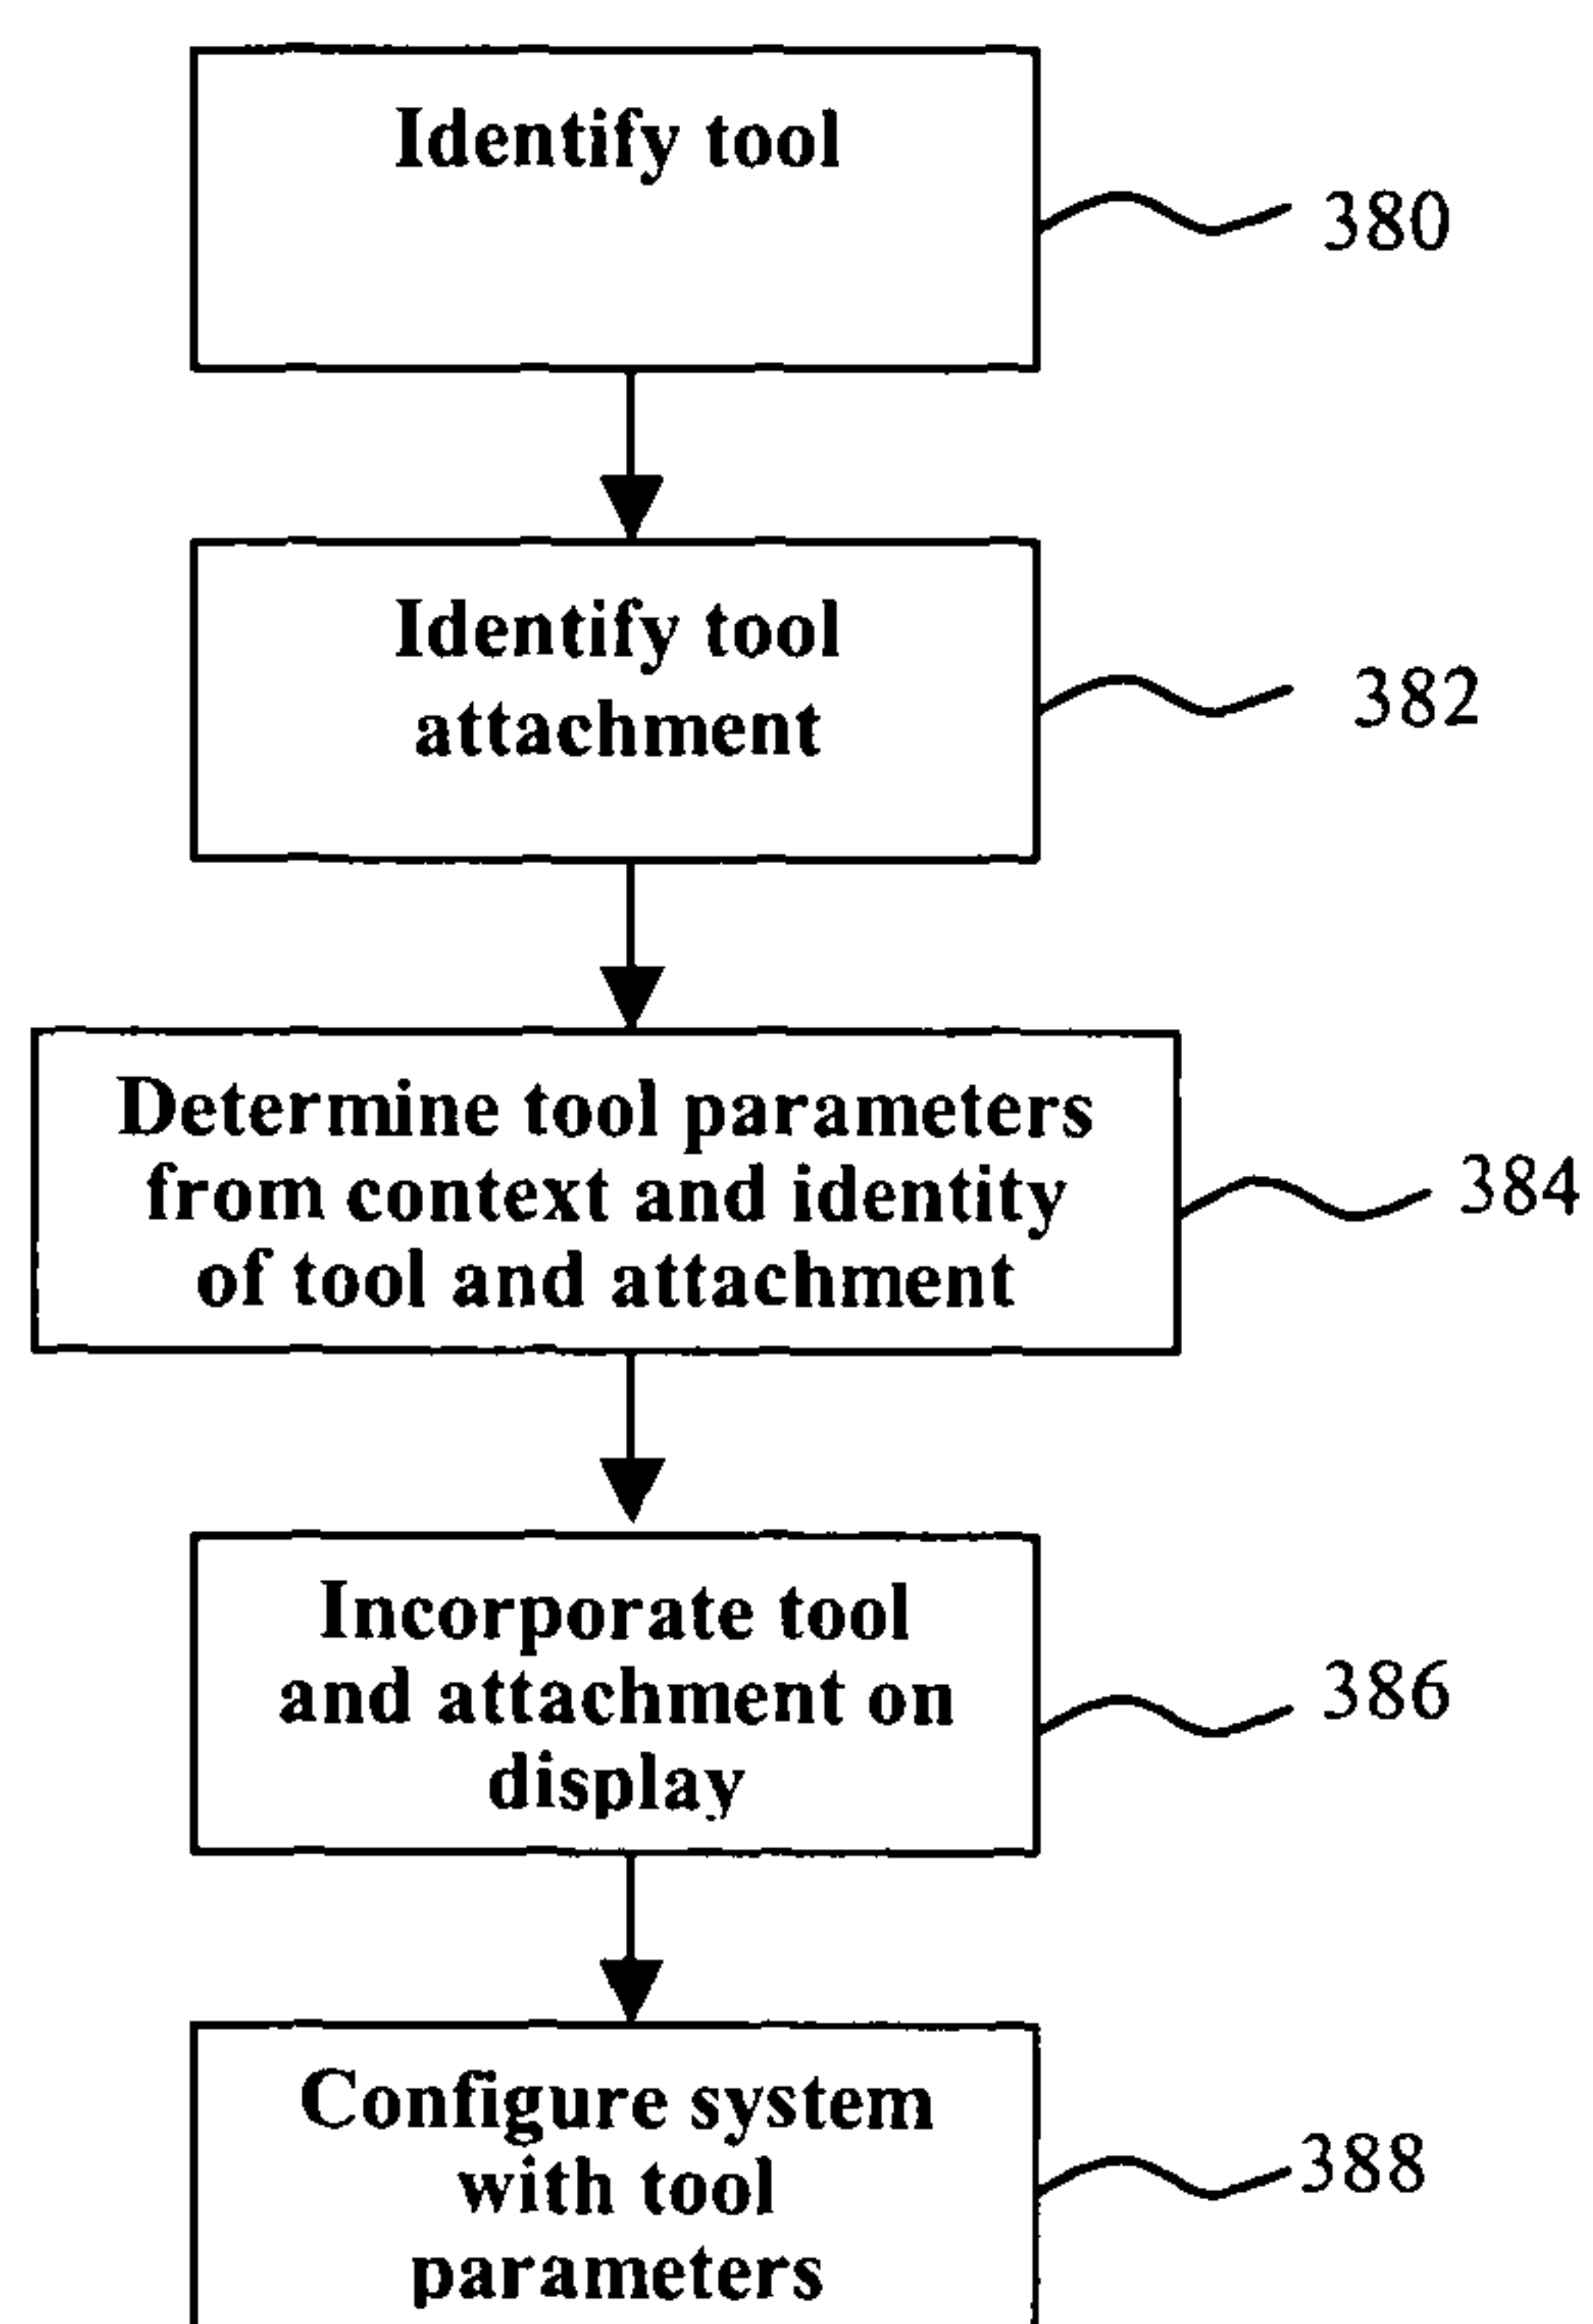 Identify tool
380
Identify tool
attachment
382
Determine tool parameters
from context and identity
of tool and attachment
384
Incorporate tool
and attachment on
display
386
Configure system
with tool
parameters
388